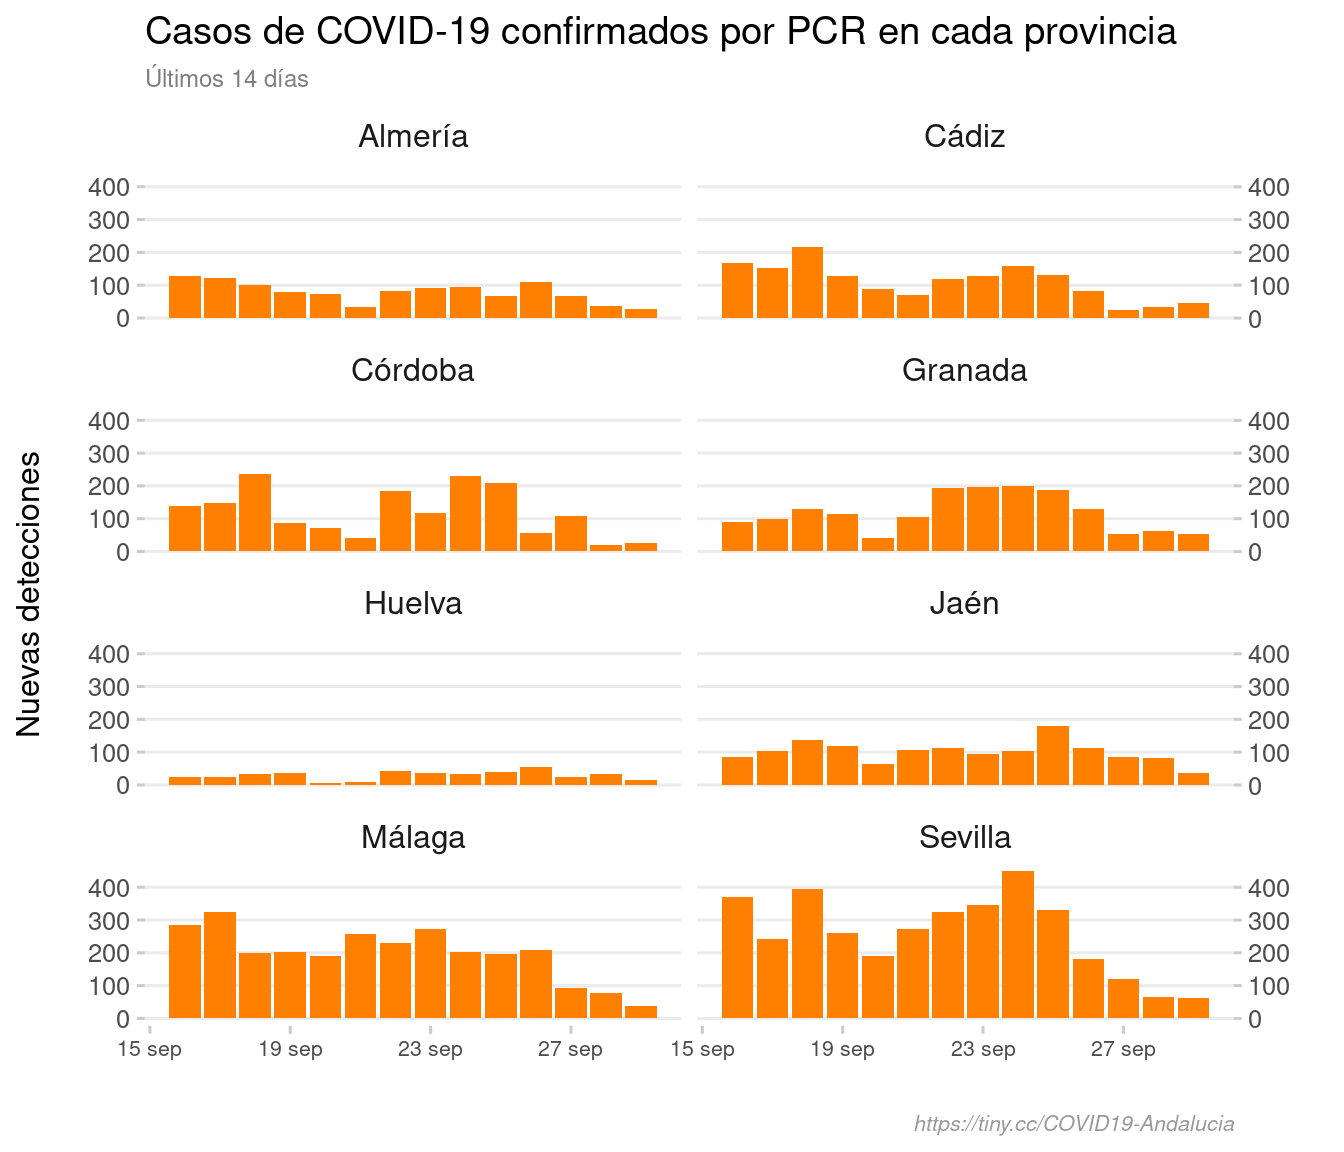 Casos de COVID-19 confirmados por PCR en cada provincia
Últimos 14 días
Almería
Cádiz
400
300
200
100
0
400
300
200
100
0
Córdoba
Granada
400
300
200
100
0
400
300
200
100
0
Nuevas detecciones
Huelva
Jaén
400
300
200
100
0
400
300
200
100
0
Málaga
Sevilla
400
300
200
100
0
400
300
200
100
0
15 sep 19 sep 23 sep 27 sep
15 sep 19 sep 23 sep 27 sep
https://tiny.cc/COVID19-Andalucia